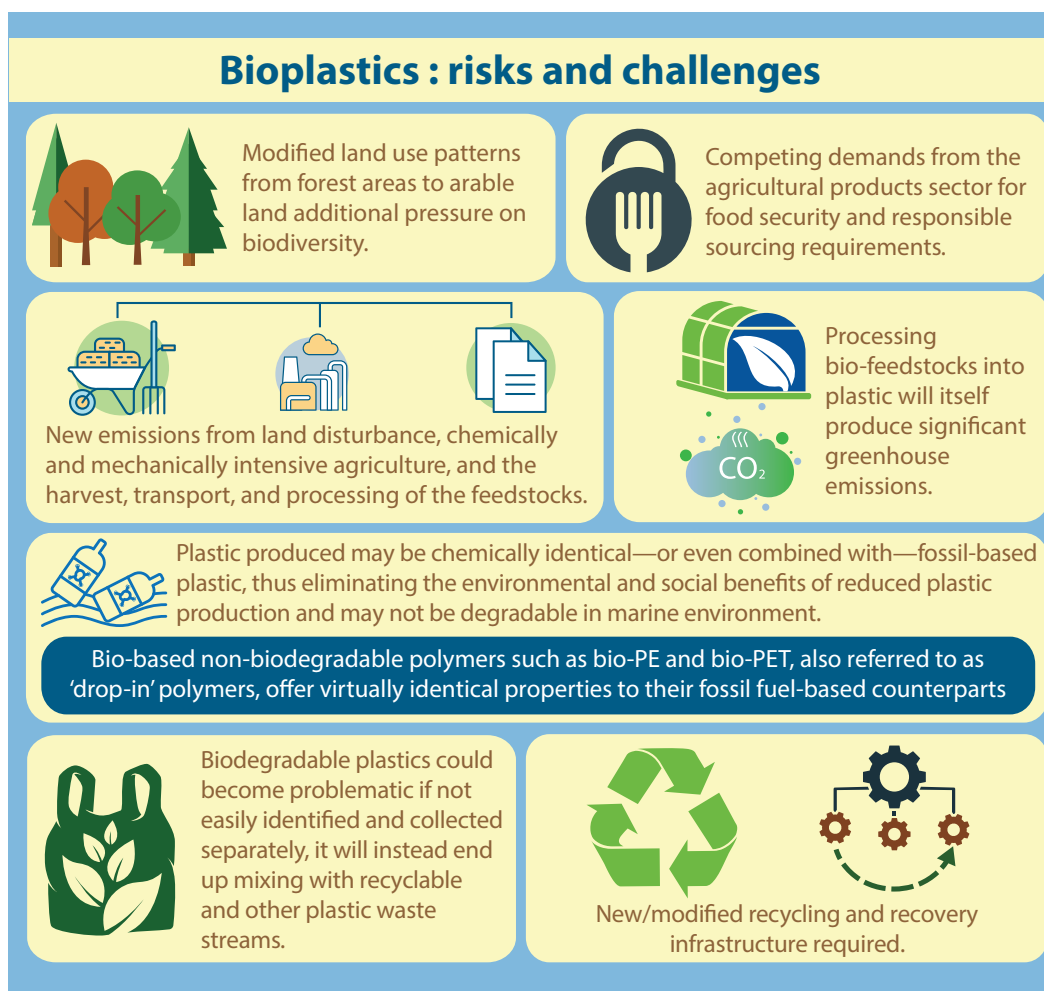 Bioplastics : risks and challenges
Modified land use patterns
from forest areas to arable
land additional pressure on
biodiversity.
Competing demands from the
agricultural products sector for
food security and responsible
sourcing requirements.
New emissions from land disturbance, chemically
and mechanically intensive agriculture, and the
harvest, transport, and processing of the feedstocks.
Processing
bio-feedstocks into
plastic will itself
produce significant
greenhouse
emissions.
CO₂
Plastic produced may be chemically identical—or even combined with—fossil-based
plastic, thus eliminating the environmental and social benefits of reduced plastic
production and may not be degradable in marine environment.
Bio-based non-biodegradable polymers such as bio-PE and bio-PET, also referred to as
‘drop-in’ polymers, offer virtually identical properties to their fossil fuel-based counterparts
Biodegradable plastics could
become problematic if not
easily identified and collected
separately, it will instead end
up mixing with recyclable
and other plastic waste
streams.
New/modified recycling and recovery
infrastructure required.